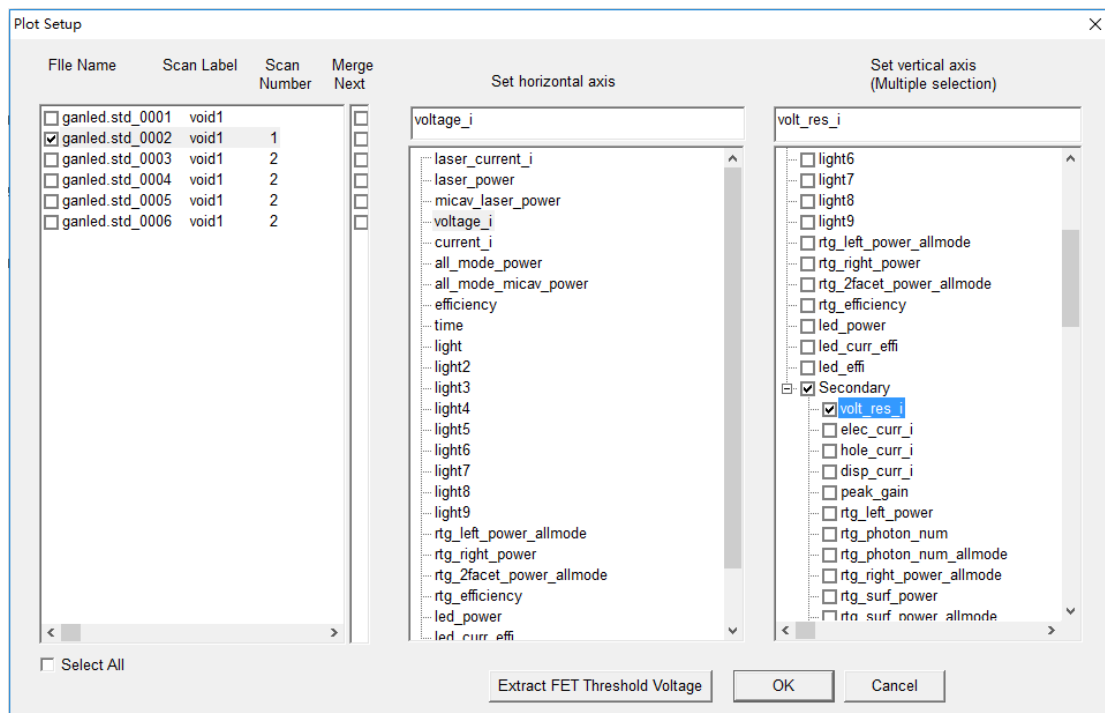 Plot Setup
FIle Name Scan Label Scan Number Merge Next
ganled.std_0001 void1
ganled.std_0002 void1 1
ganled.std_0003 void1 2
ganled.std_0004 void1 2
ganled.std_0005 void1 2
ganled.std_0006 void1 2
Select All
Set horizontal axis
voltage_i
laser_current_i
laser_power
micav_laser_power
voltage_i
current_i
all_mode_power
all_mode_micav_power
efficiency
time
light
light2
light3
light4
light5
light6
light7
light8
light9
rtg_left_power_allmode
rtg_right_power
rtg_2facet_power_allmode
rtg_efficiency
led_power
led_curr_effi
Set vertical axis
(Multiple selection)
volt_res_i
light6
light7
light8
light9
rtg_left_power_allmode
rtg_right_power
rtg_2facet_power_allmode
rtg_efficiency
led_power
led_curr_effi
led_effi
Secondary
volt_res_i
elec_curr_i
hole_curr_i
disp_curr_i
peak_gain
rtg_left_power
rtg_photon_num
rtg_photon_num_allmode
rtg_right_power_allmode
rtg_surf_power
rtg_surf_power_allmode
Extract FET Threshold Voltage
OK
Cancel